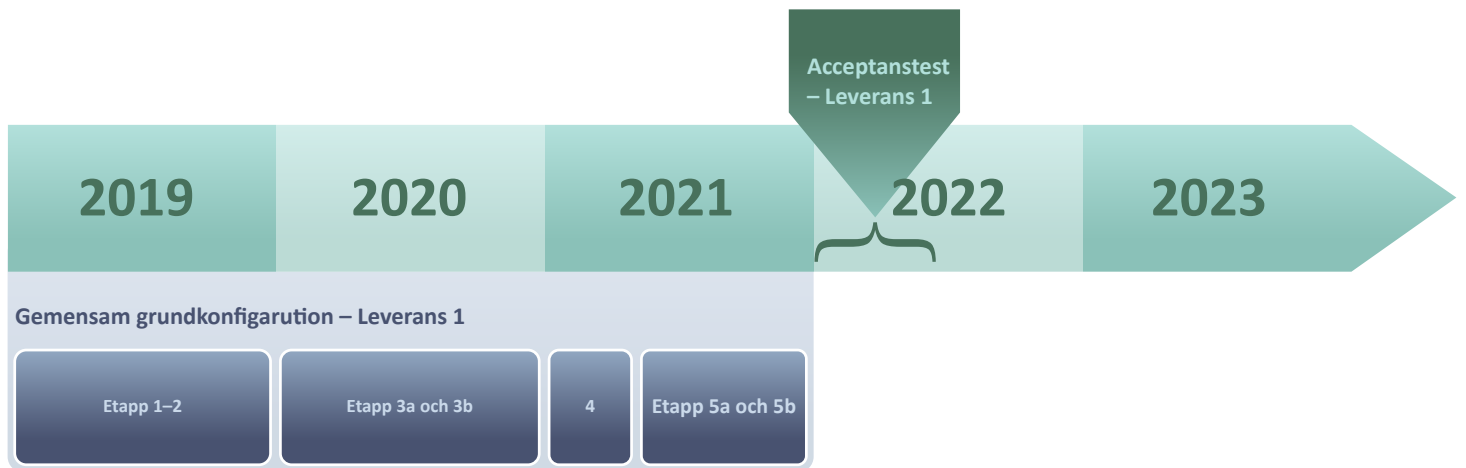 Acceptanstest
– Leverans 1
2019
2020
2021
2022
2023
Gemensam grundkonfigarution – Leverans 1
Etapp 1–2
Etapp 3a och 3b
4
Etapp 5a och 5b